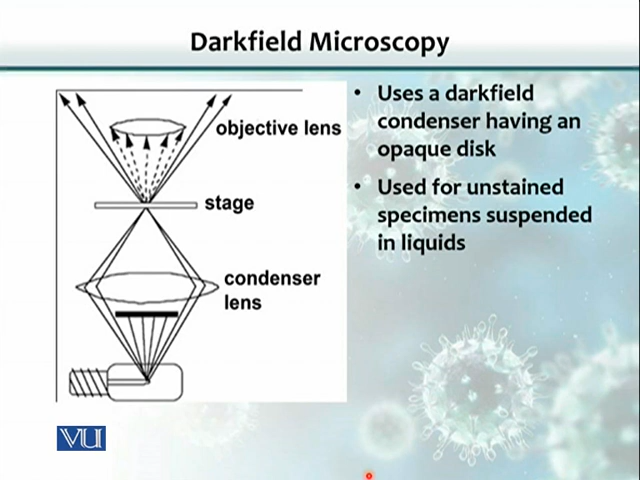 Darkfield Microscopy
objective lens
stage
condenser
lens
• Uses a darkfield
condenser having an
opaque disk
• Used for unstained
specimens suspended
in liquids
VU